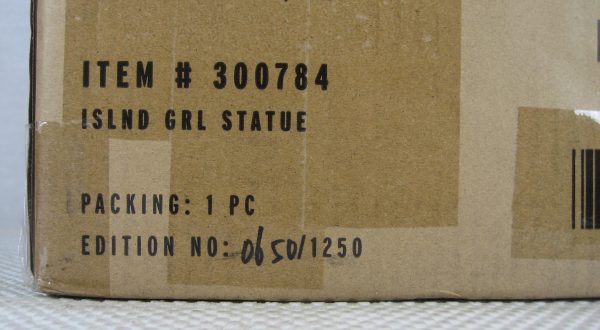 ITEM # 300784
ISLND GRL STATUE
PACKING: 1 PC
EDITION NO: 0650/1250